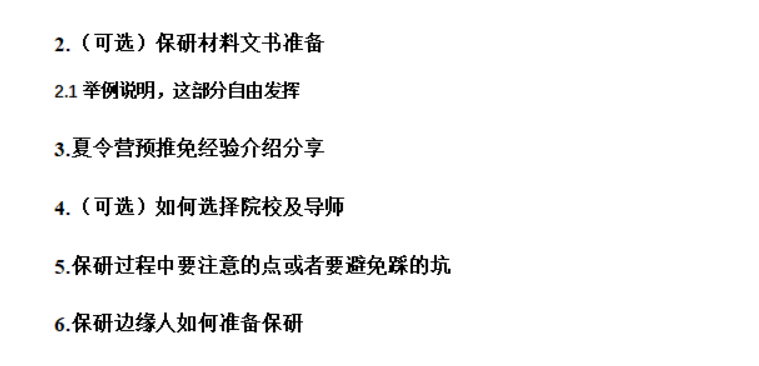 2.（可选）保研材料文书准备
2.1 举例说明，这部分自由发挥
3.夏令营预推免经验介绍分享
4.（可选）如何选择院校及导师
5.保研过程中要注意的点或者要避免踩的坑
6.保研边缘人如何准备保研